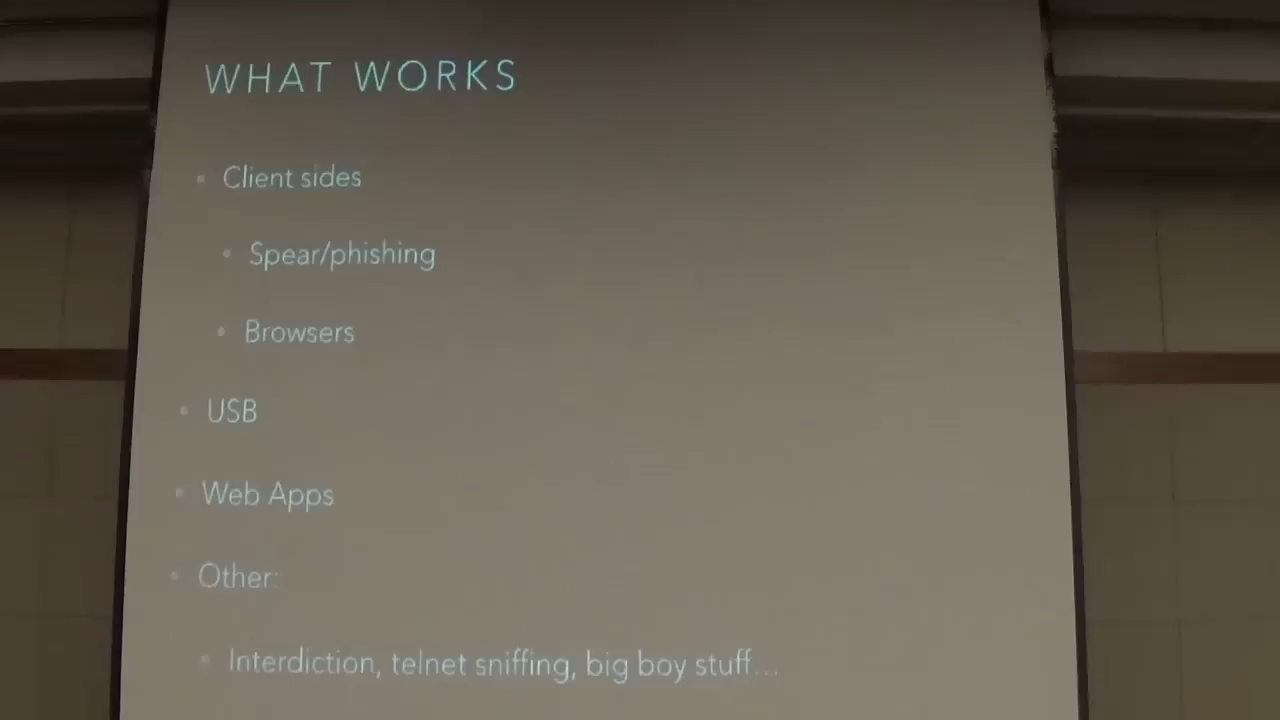 WHAT WORKS
Client sides
Spear/phishing
Browsers
USB
Web Apps
Other:
Interdiction, telnet sniffing, big boy stuff...